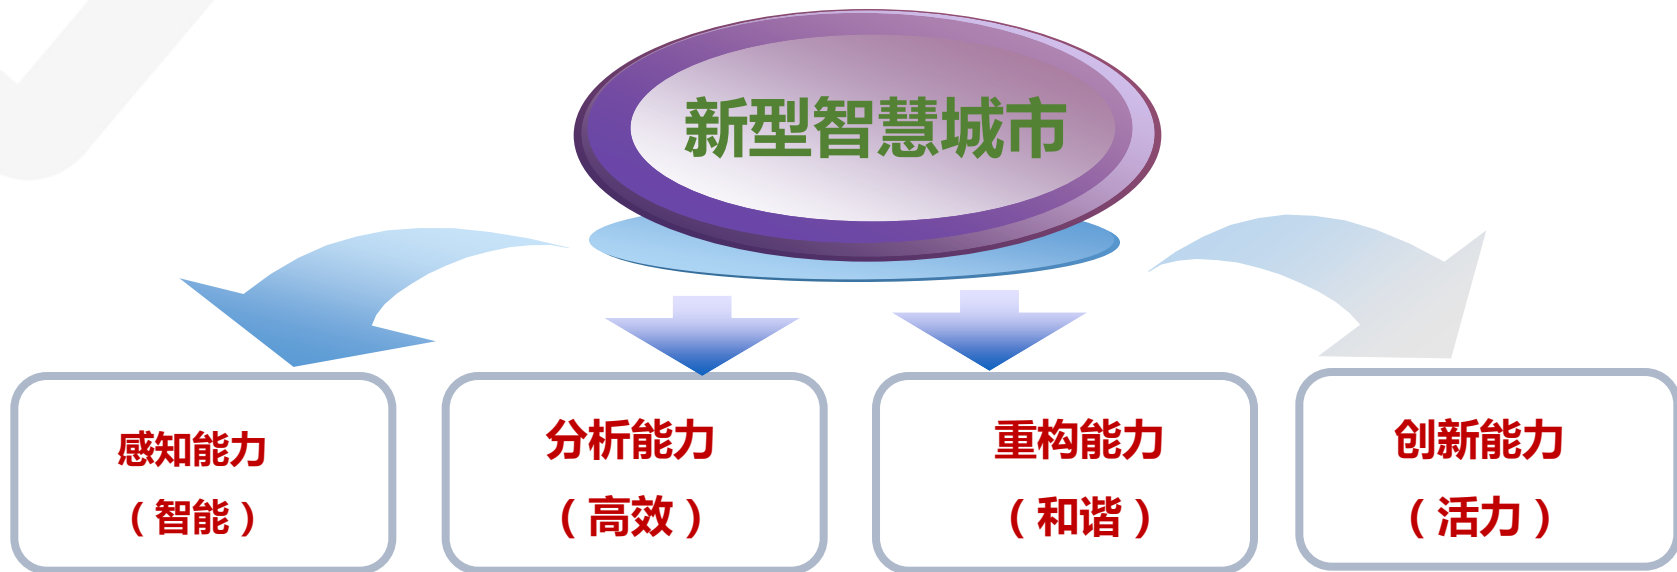 新型智慧城市
感知能力
（智能）
分析能力
（高效）
重构能力
（和谐）
创新能力
（活力）